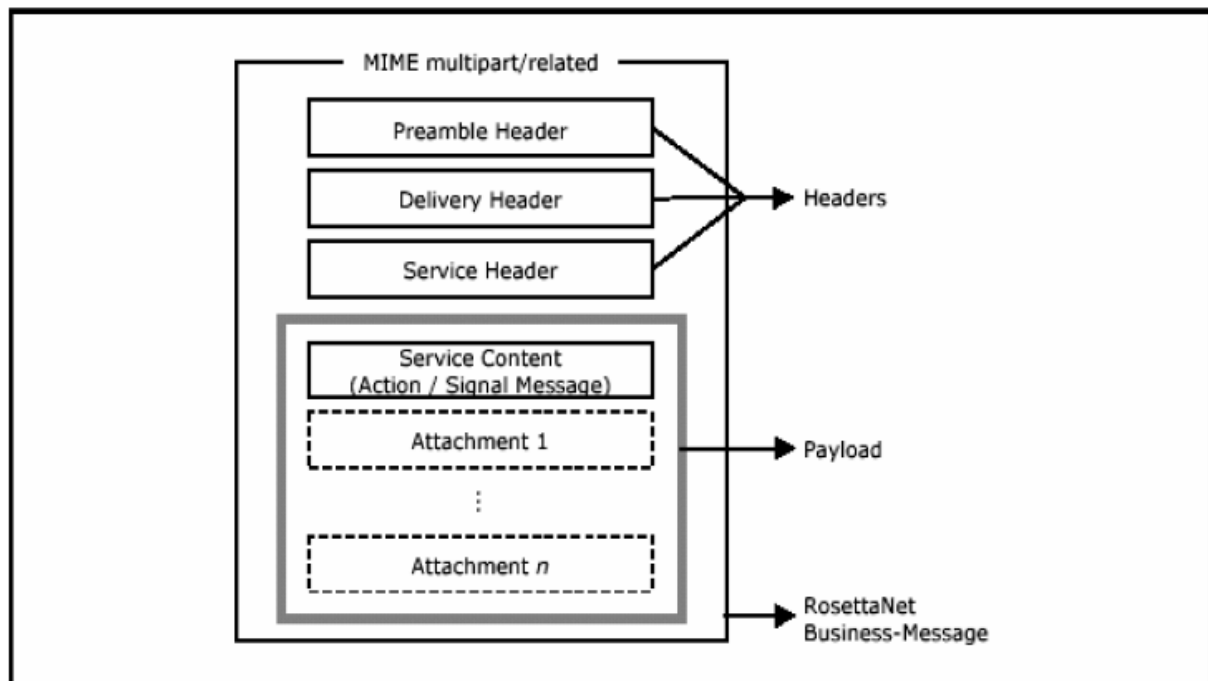 MIME multipart/related
Preamble Header
Delivery Header
Headers
Service Header
Service Content
(Action / Signal Message)
Attachment 1
Payload
⋮
Attachment n
RosettaNet
Business-Message